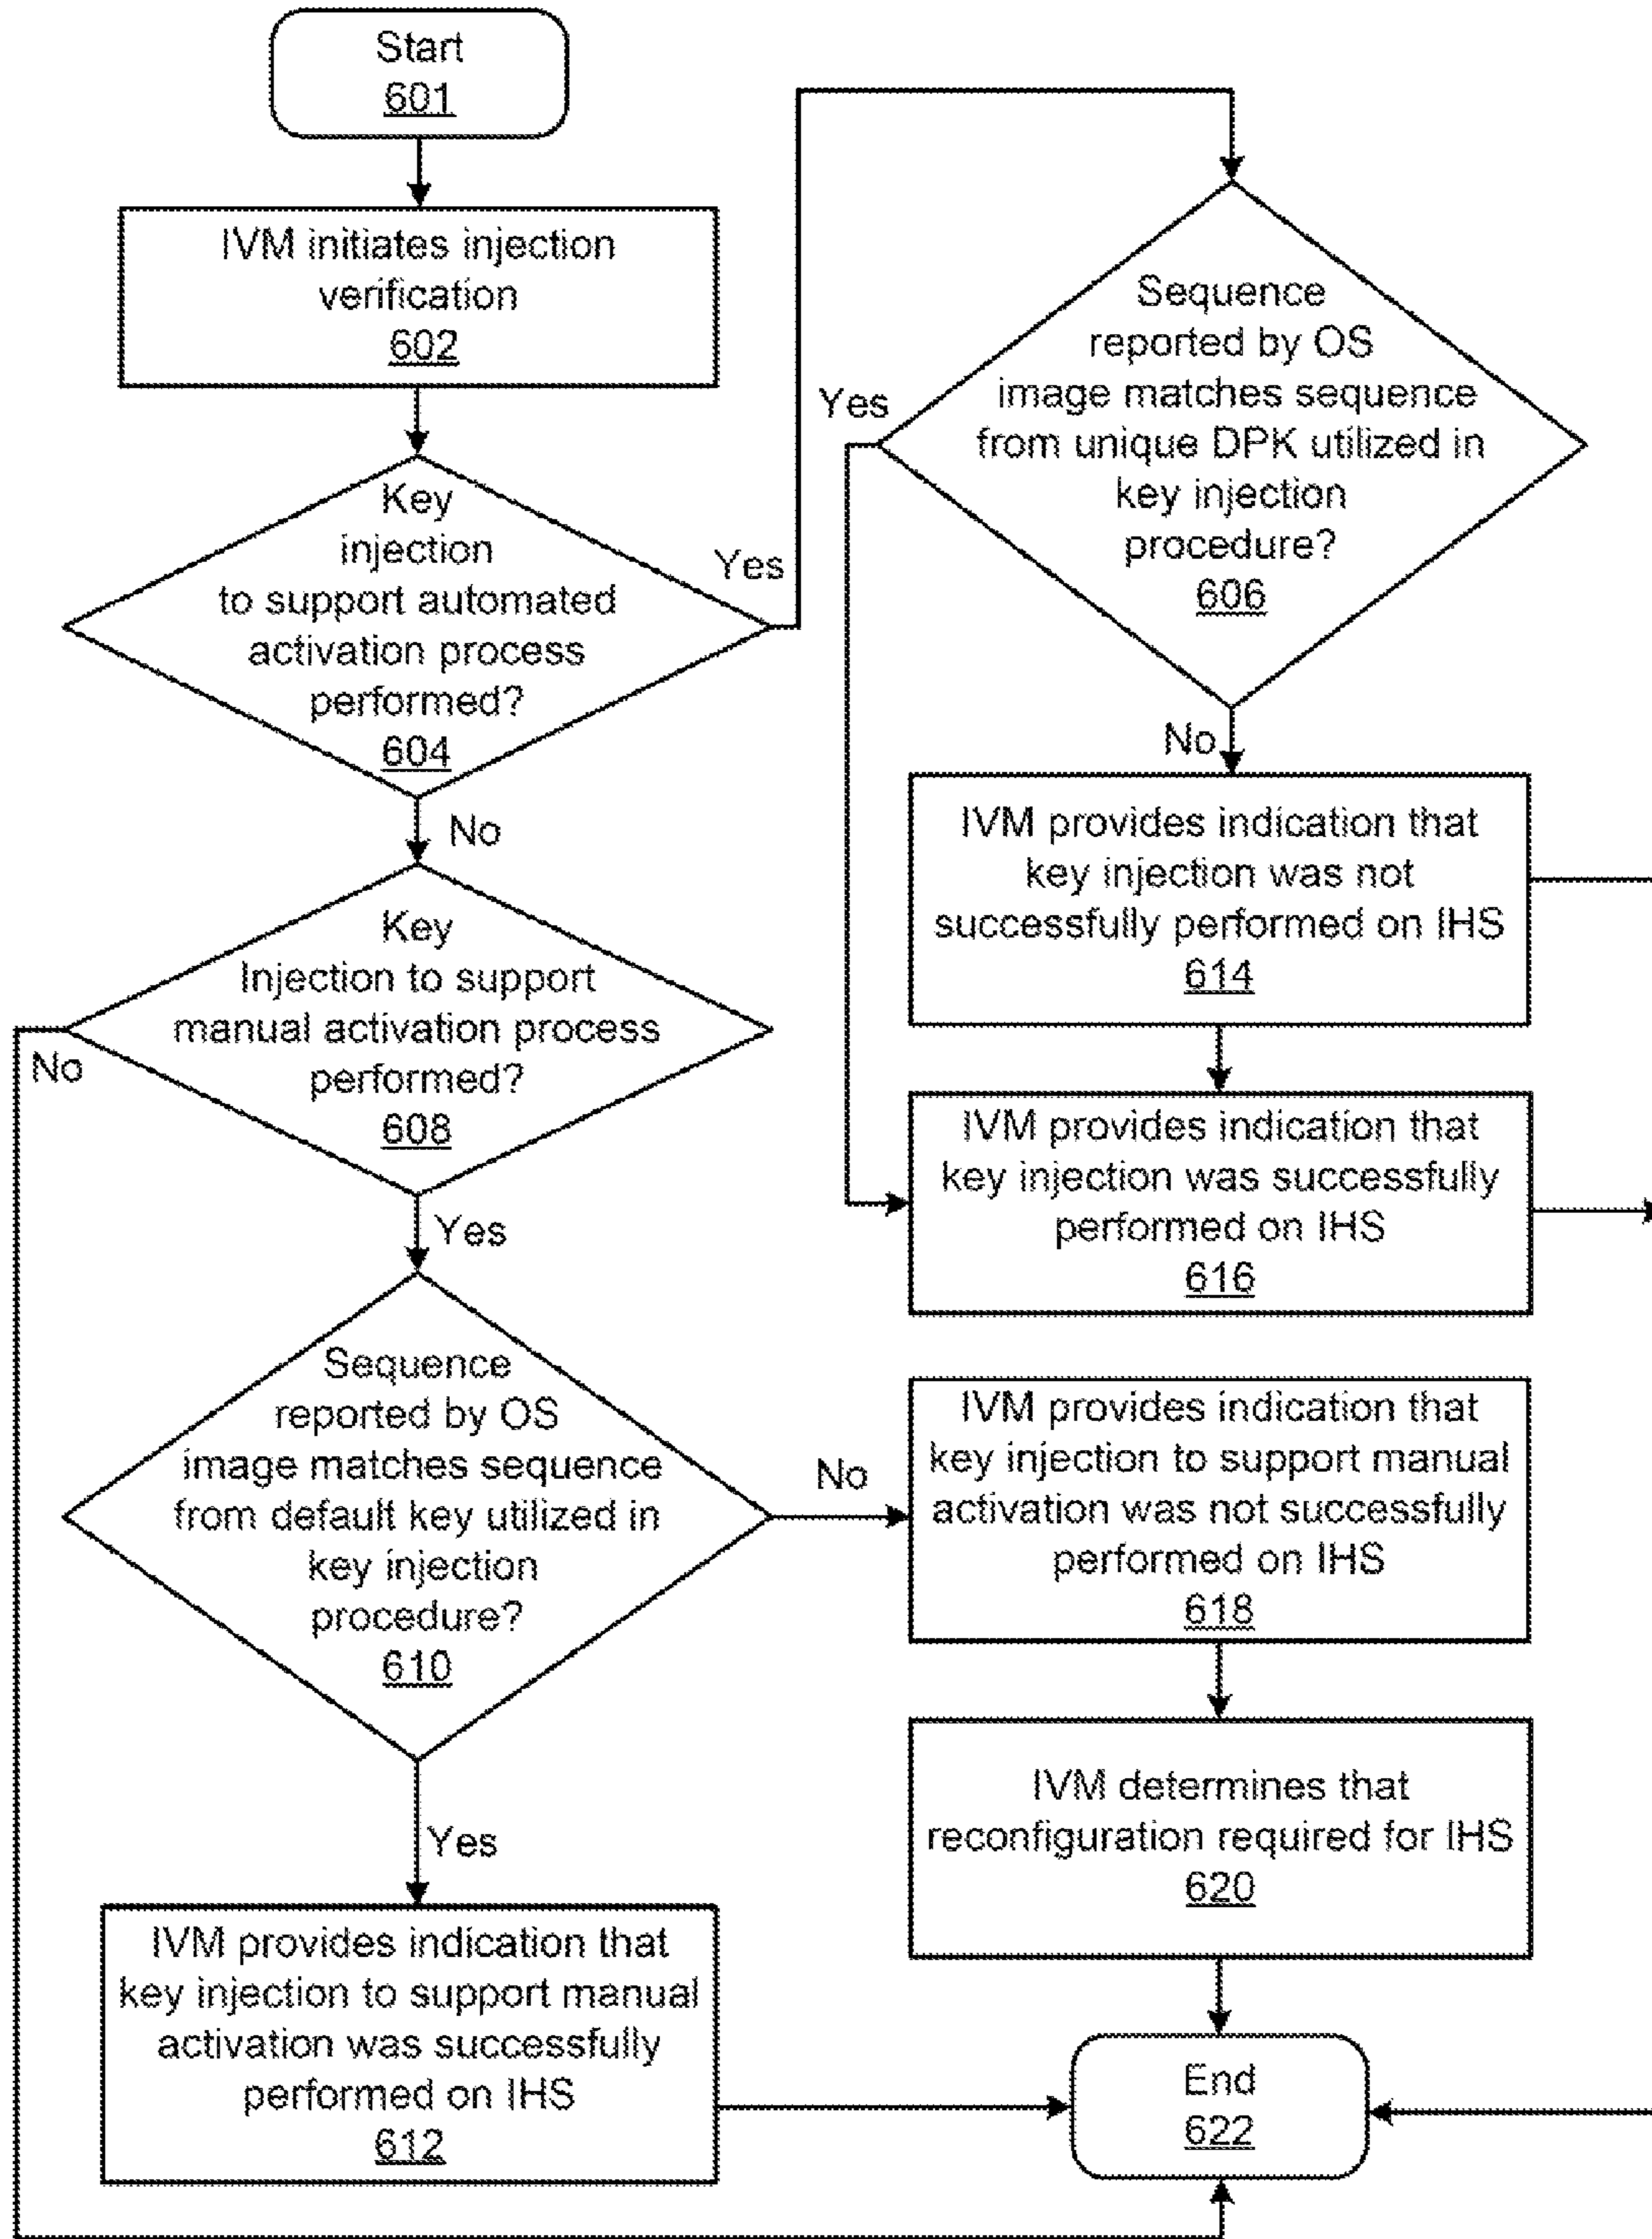 Start
601
IVM initiates injection
verification
602
Key
injection
to support automated
activation process
performed?
604
Yes
No
Sequence
reported by OS
image matches sequence
from unique DPK utilized in
key injection
procedure?
606
Yes
No
IVM provides indication that
key injection was not
successfully performed on IHS
614
IVM provides indication that
key injection was successfully
performed on IHS
616
Key
Injection to support
manual activation process
performed?
608
No
Yes
Sequence
reported by OS
image matches sequence
from default key utilized in
key injection
procedure?
610
No
Yes
IVM provides indication that
key injection to support manual
activation was not successfully
performed on IHS
618
IVM determines that
reconfiguration required for IHS
620
IVM provides indication that
key injection to support manual
activation was successfully
performed on IHS
612
End
622